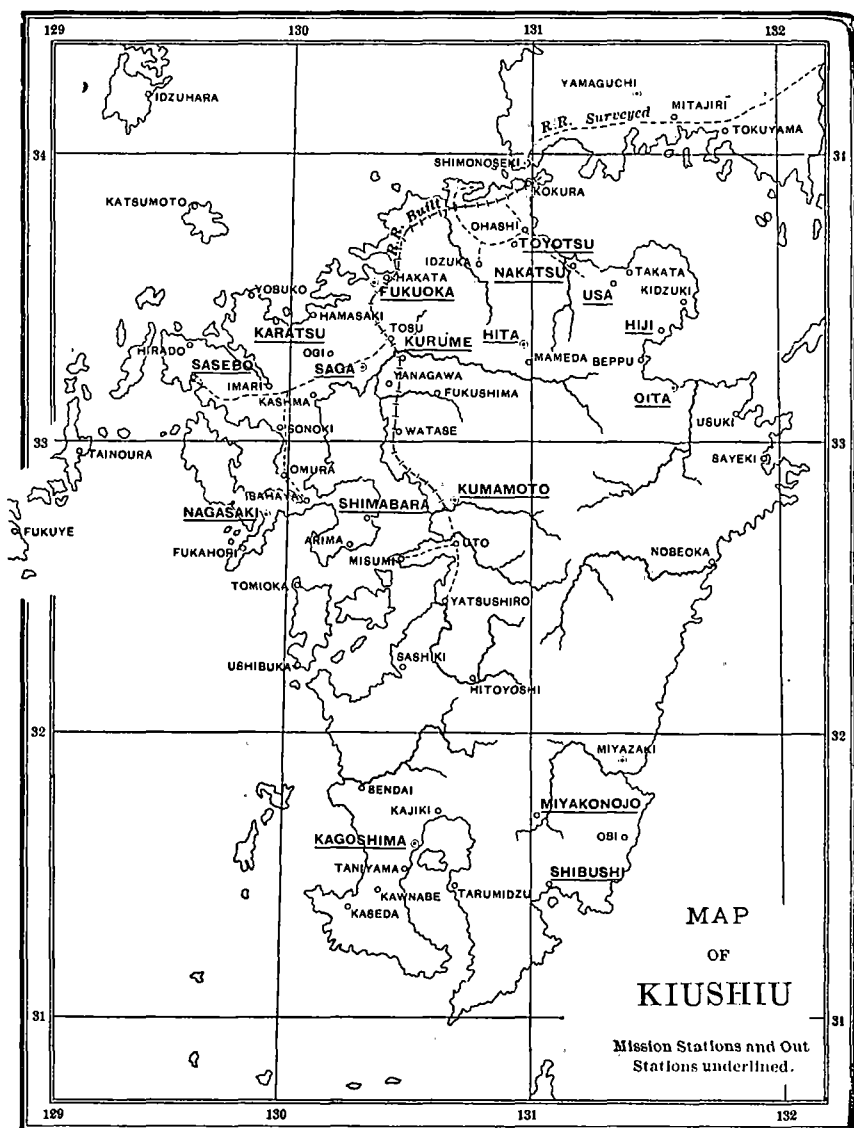 129 130 131 132
IDZUHARA
YAMAGUCHI
MITAJIRI
R.R. Surveyed
TOKUYAMA
34 34
SHIMONOSEKI
KOKURA
KATSUMOTO
R.R. Built
OHASHI
TOYOTSU
IDZUKA
NAKATSU
TAKATA
HAKATA
FUKUOKA
USA
KIDZUKI
YOBUKO
HAMASAKI
KARATSU
TOSU
HITA
HIJI
HIRADO
OGI
KURUME
SASEBO
SAGA
MAMEDA
BEPPU
IMARI
YANAGAWA
KASHMA
FUKUSHIMA
OITA
USUKI
SONOKI
WATASE
33 33
TAINOURA
SAYEKI
OMURA
ISAHAYA
KUMAMOTO
NAGASAKI
SHIMABARA
FUKUYE
FUKAHORI
ARIMA
UTO
MISUMI
NOBEOKA
TOMIOKA
YATSUSHIRO
USHIBUKA
SASHIKI
HITOYOSHI
32 32
MIYAZAKI
SENDAI
KAJIKI
MIYAKONOJO
KAGOSHIMA
OBI
TANIYAMA
SHIBUSHI
KAWNABE
TARUMIDZU
KASEDA
MAP
OF
KIUSHIU
31 31
Mission Stations and Out
Stations underlined.
129 130 131 132